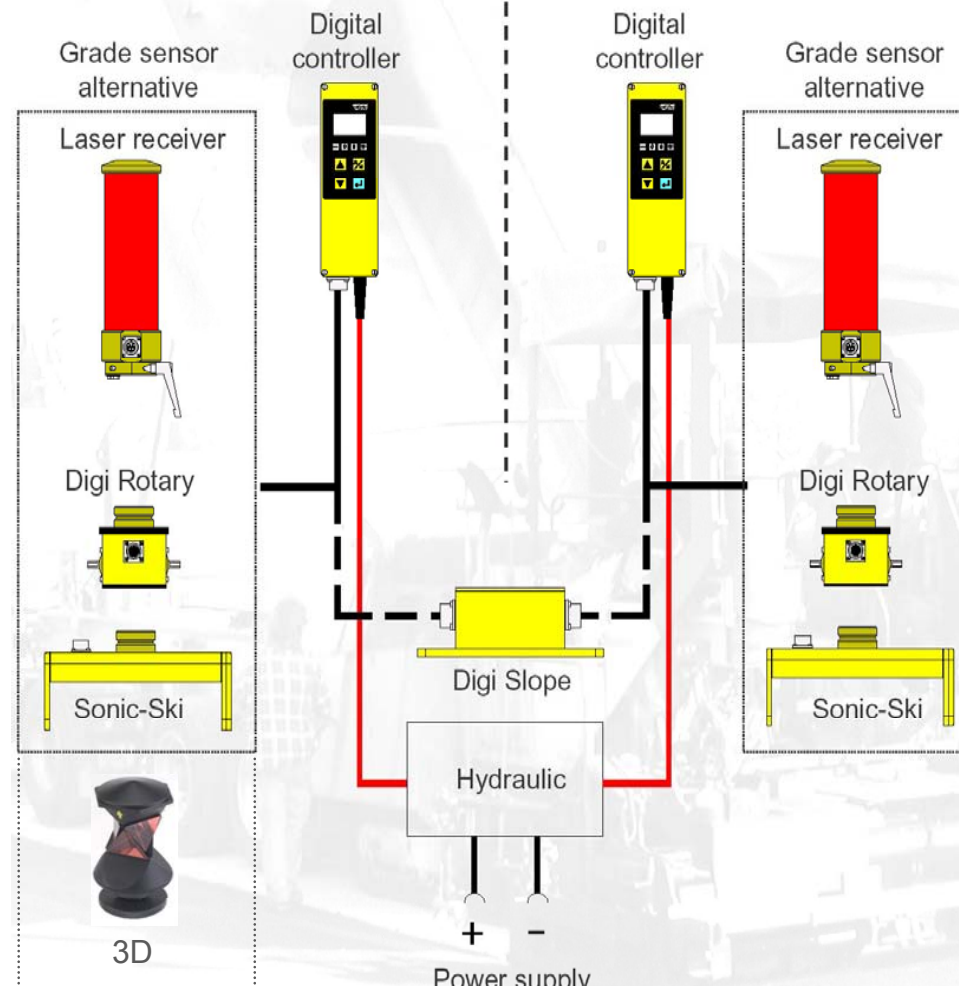 Digital
controller
Digital
controller
Grade sensor
alternative
Grade sensor
alternative
Laser receiver
Laser receiver
Digi Rotary
Digi Rotary
Digi Slope
Sonic-Ski
Sonic-Ski
Hydraulic
3D
+ −
Power supply